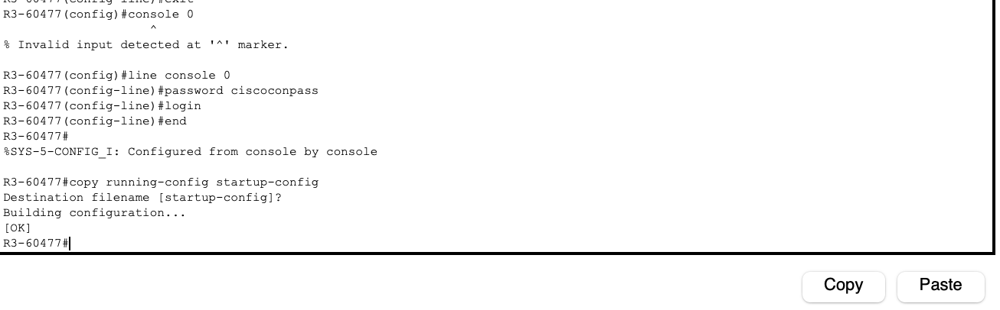 R3-60477(config-line)#exit
R3-60477(config)#console 0
^
% Invalid input detected at '^' marker.
R3-60477(config)#line console 0
R3-60477(config-line)#password ciscoconpass
R3-60477(config-line)#login
R3-60477(config-line)#end
R3-60477#
%SYS-5-CONFIG_I: Configured from console by console
R3-60477#copy running-config startup-config
Destination filename [startup-config]?
Building configuration...
[OK]
R3-60477#
Copy
Paste